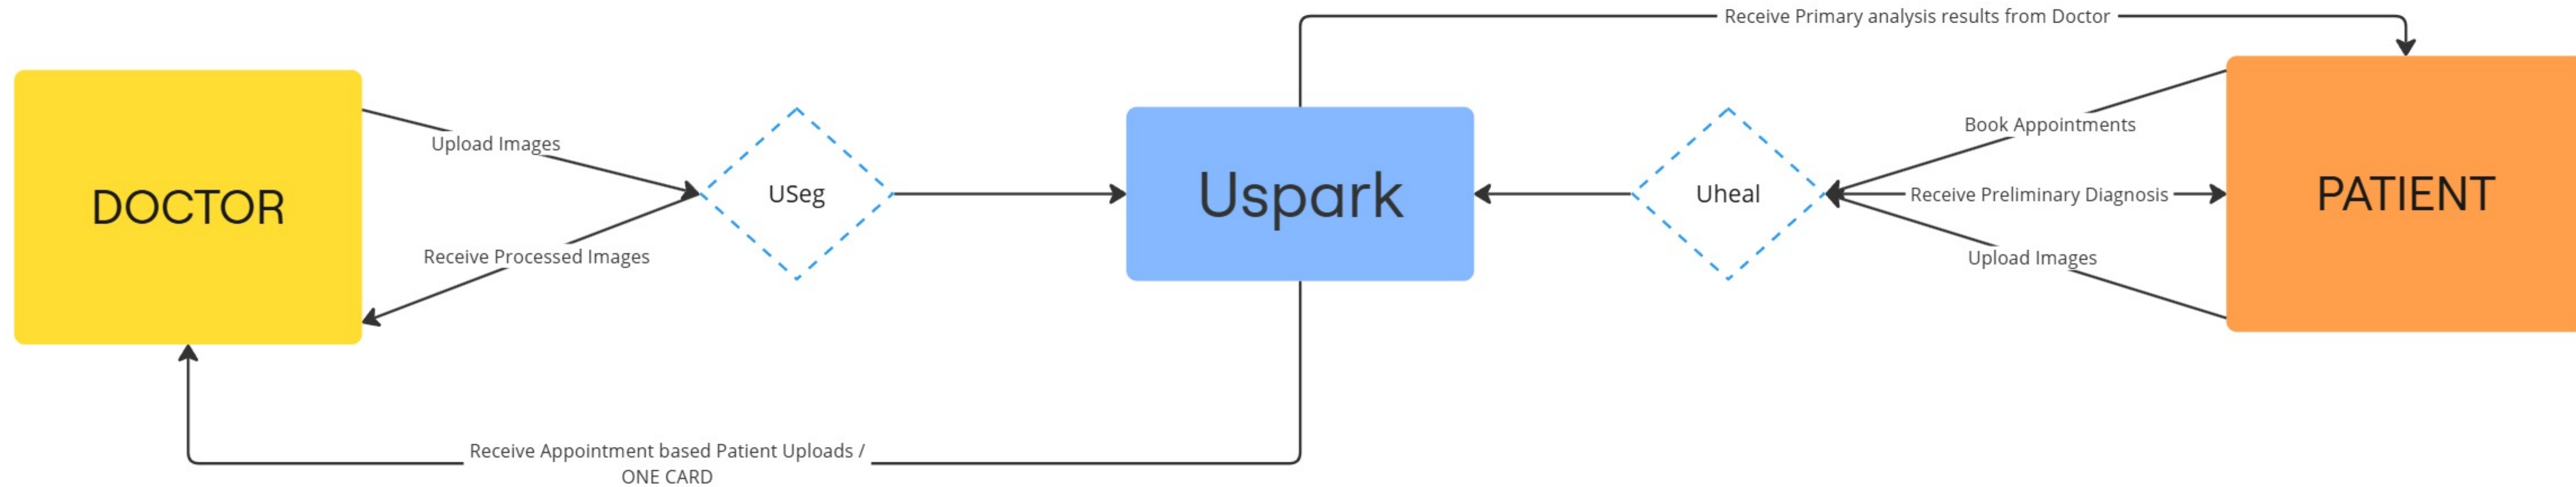 Receive Primary analysis results from Doctor
DOCTOR
Upload Images
Receive Processed Images
USeg
Uspark
Uheal
Book Appointments
Receive Preliminary Diagnosis
Upload Images
PATIENT
Receive Appointment based Patient Uploads /
ONE CARD